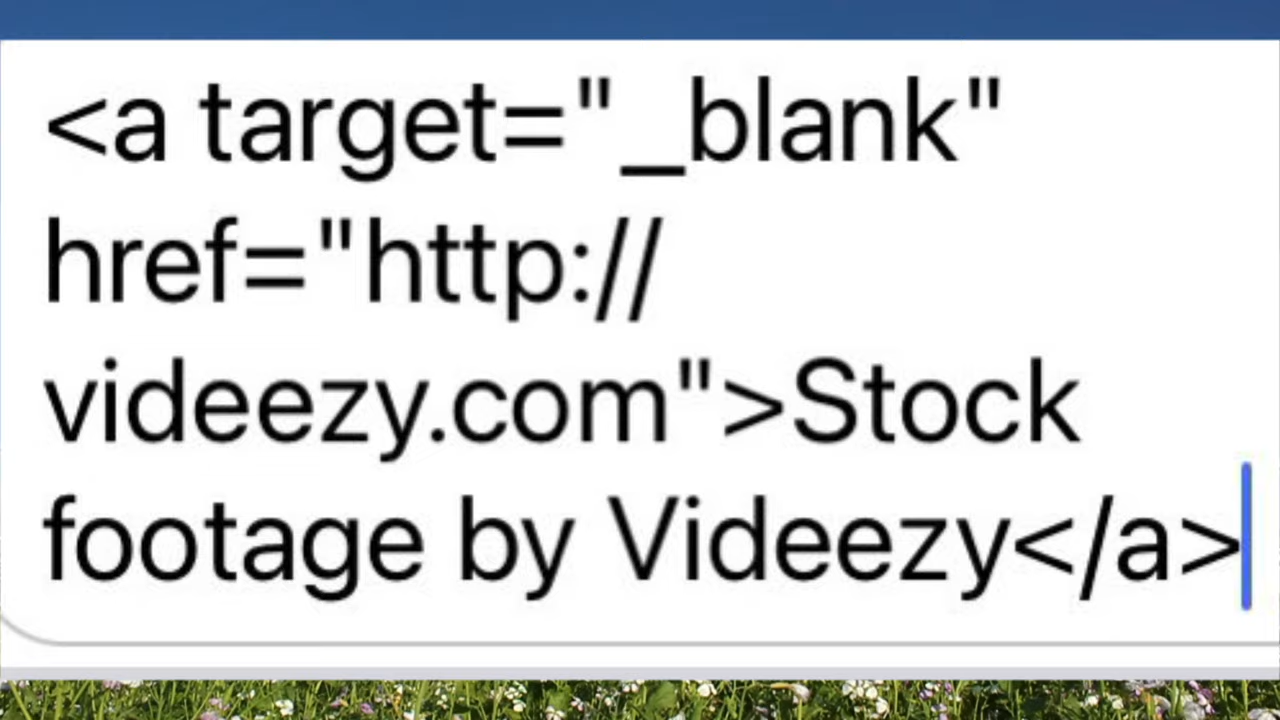 <a target="_blank"
href="http://
videezy.com">Stock
footage by Videezy</a>